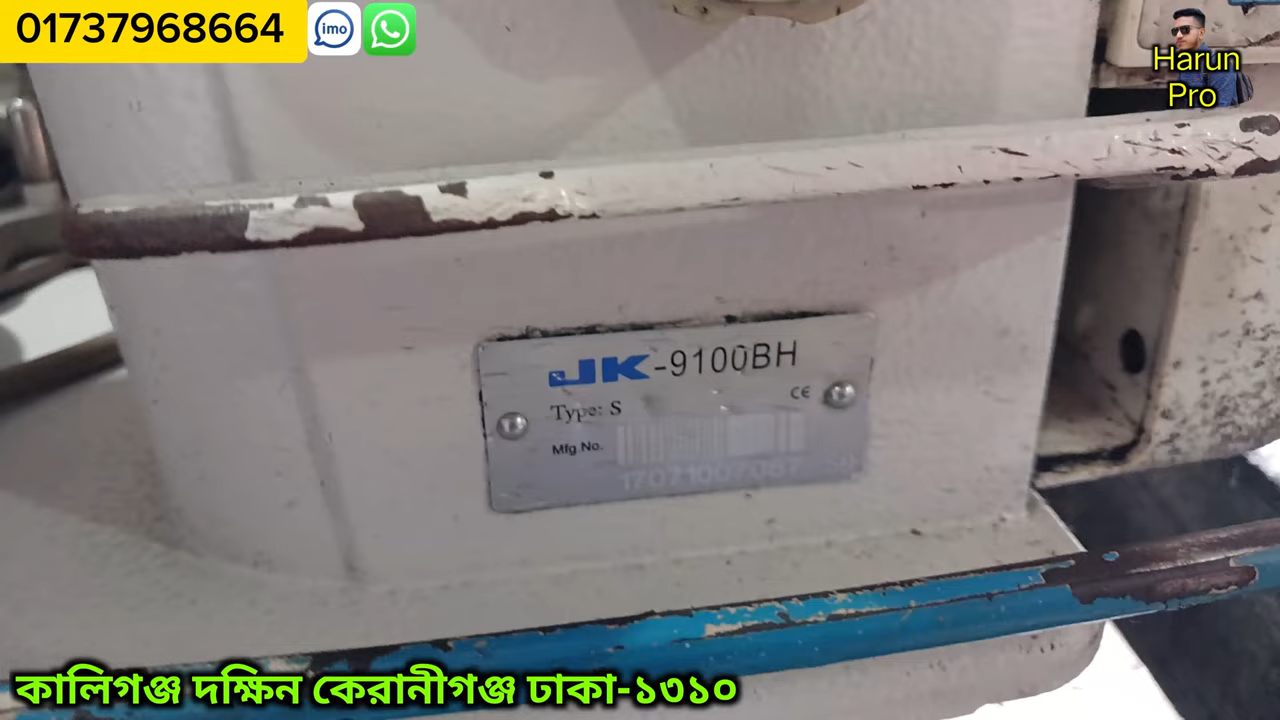 01737968664
imo
Harun
Pro
JK-9100BH
CE
Type: S
Mfg No.
কালিগঞ্জ দক্ষিন কেরানীগঞ্জ ঢাকা-১৩১০